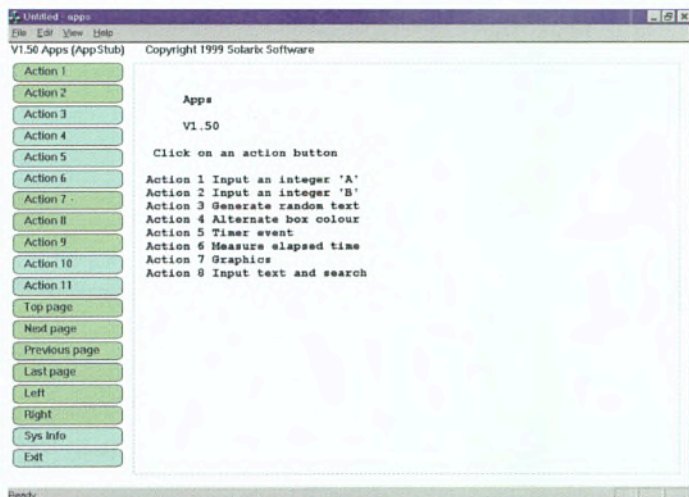 Untitled - apps
File Edit View Help
V1.50 Apps (AppStub) Copyright 1999 Solarix Software
Action 1
Action 2
Action 3
Action 4
Action 5
Action 6
Action 7
Action 8
Action 9
Action 10
Action 11
Top page
Next page
Previous page
Last page
Left
Right
Sys Info
Exit
Apps
V1.50
Click on an action button
Action 1 Input an integer 'A'
Action 2 Input an integer 'B'
Action 3 Generate random text
Action 4 Alternate box colour
Action 5 Timer event
Action 6 Measure elapsed time
Action 7 Graphics
Action 8 Input text and search
Ready